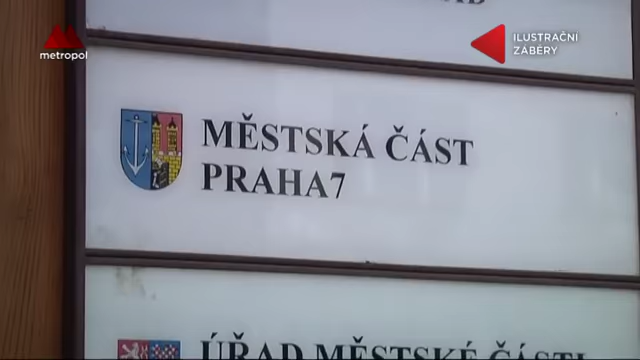 metropol
ILUSTRAČNÍ
ZÁBĚRY
MĚSTSKÁ ČÁST
PRAHA7
ÚŘAD MĚSTSKÉ ČÁSTI